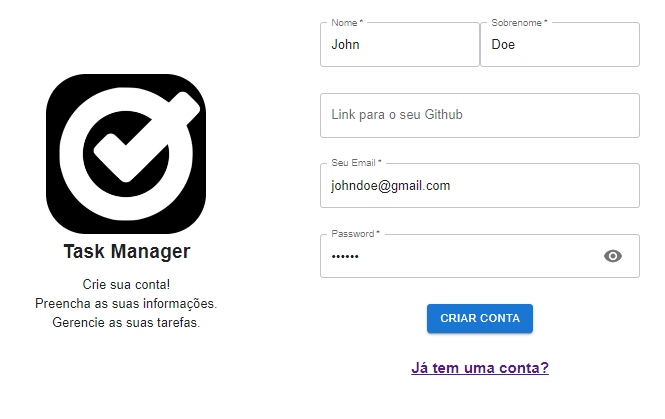 Task Manager
Crie sua conta!
Preencha as suas informações.
Gerencie as suas tarefas.
Nome *
John
Sobrenome *
Doe
Link para o seu Github
Seu Email *
johndoe@gmail.com
Password *
••••••
CRIAR CONTA
Já tem uma conta?